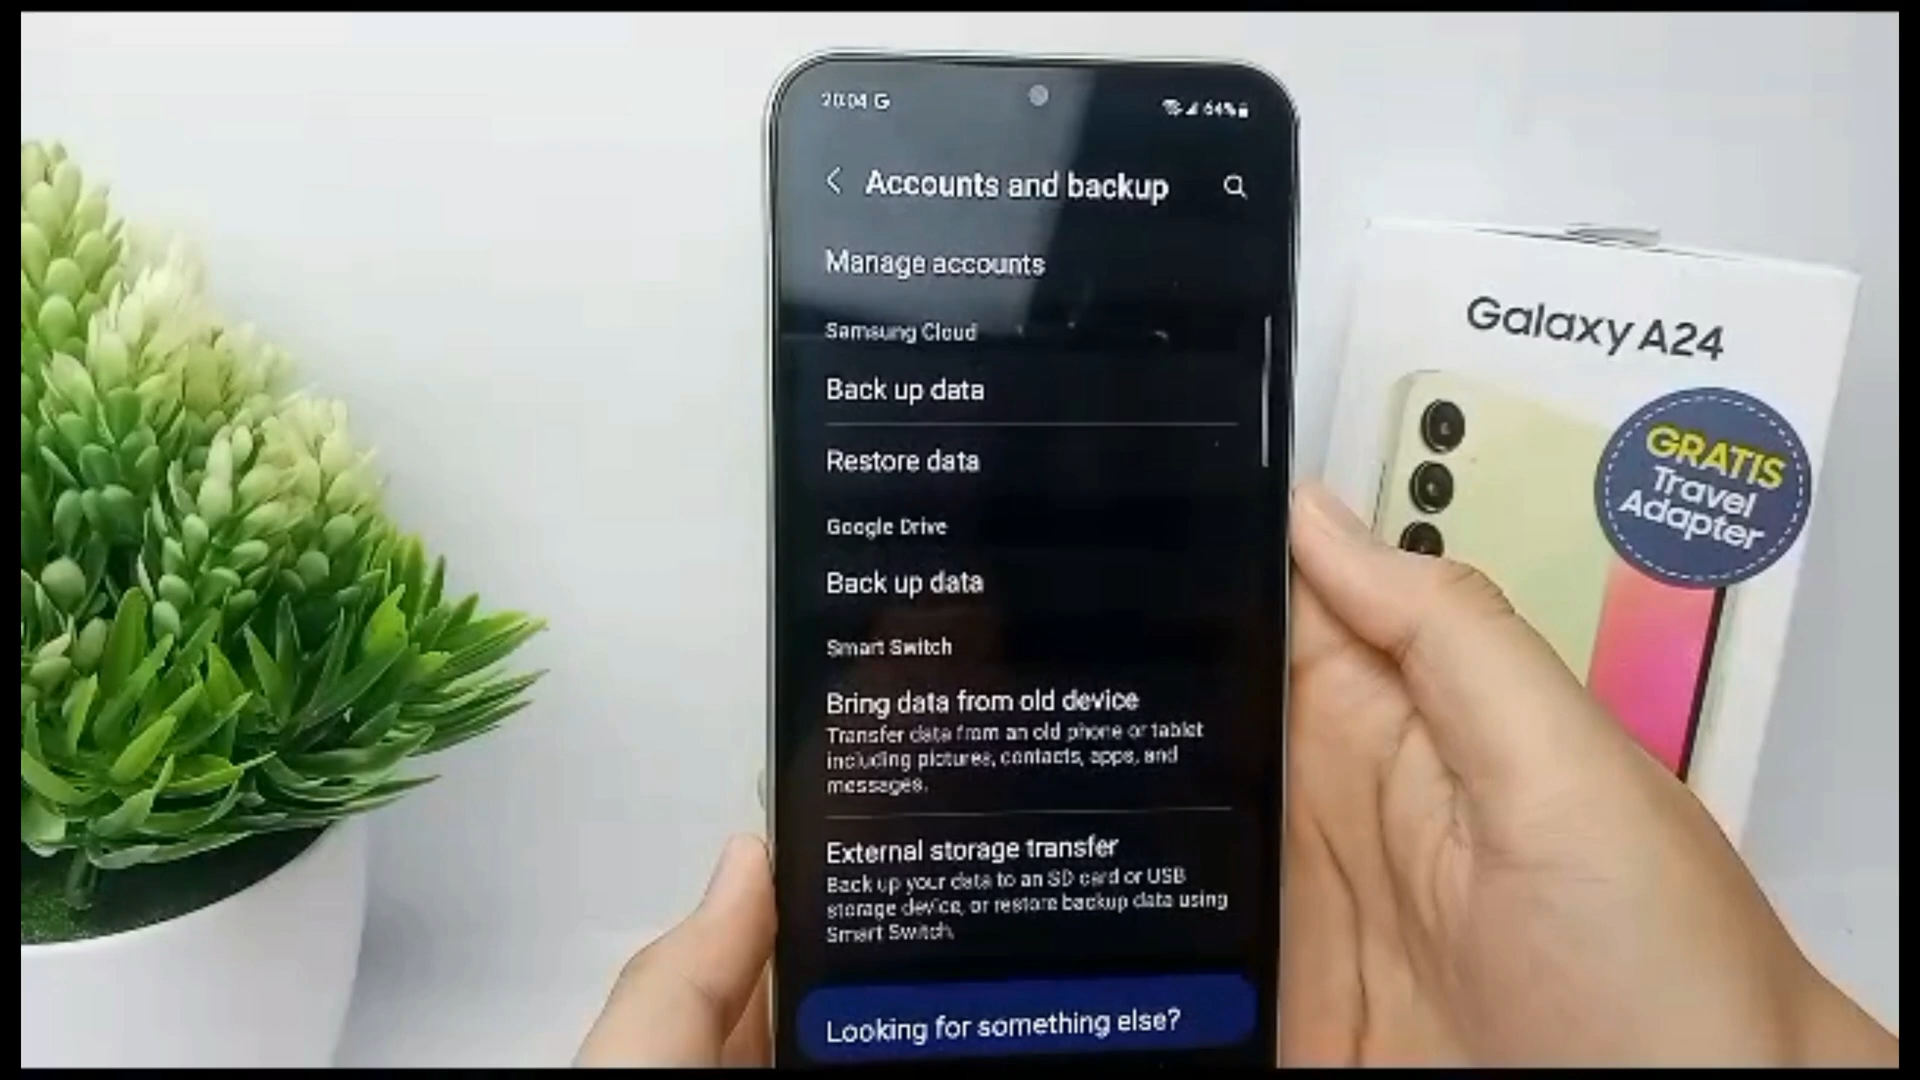 20:04 G
64%
Accounts and backup
Manage accounts
Samsung Cloud
Back up data
Restore data
Google Drive
Back up data
Smart Switch
Bring data from old device
Transfer data from an old phone or tablet
including pictures, contacts, apps, and
messages.
External storage transfer
Back up your data to an SD card or USB
storage device, or restore backup data using
Smart Switch.
Looking for something else?
Galaxy A24
GRATIS
Travel
Adapter